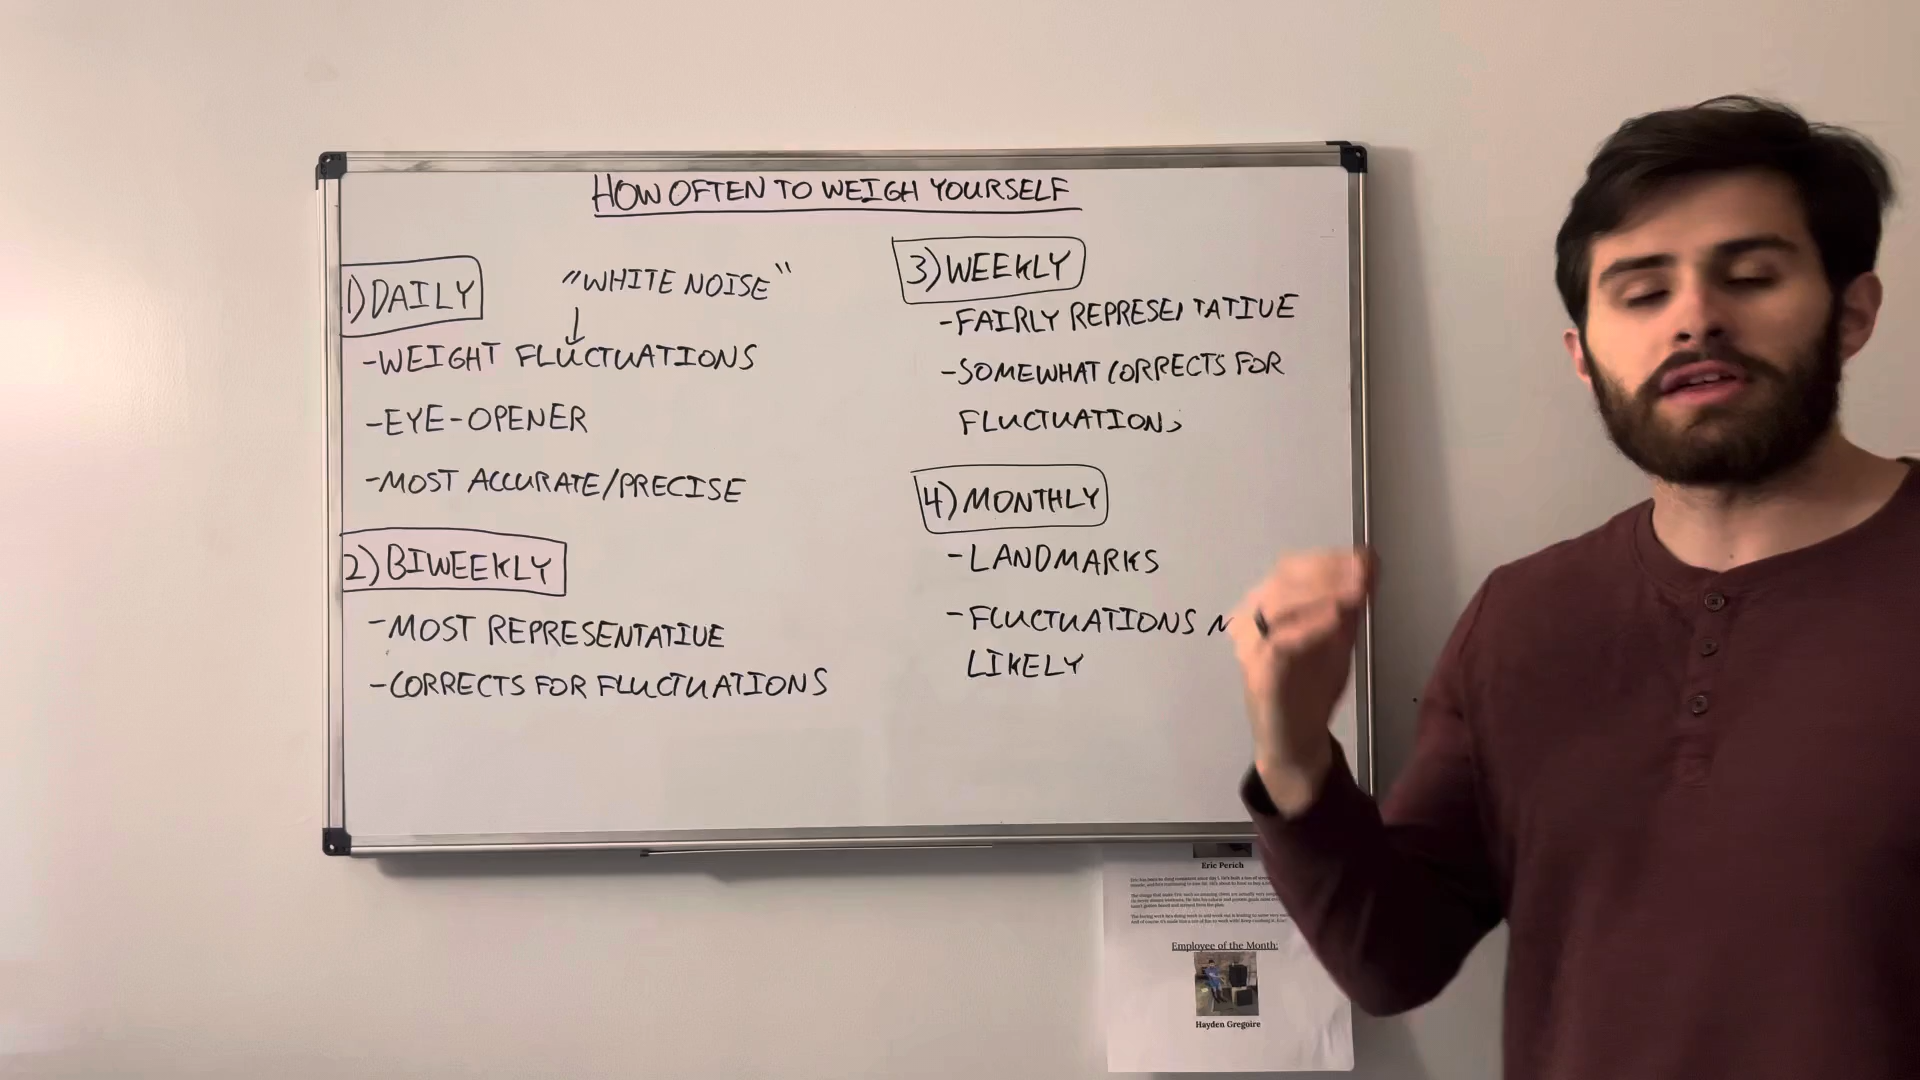 HOW OFTEN TO WEIGH YOURSELF
1) DAILY
"WHITE NOISE"
-WEIGHT FLUCTUATIONS
-EYE-OPENER
-MOST ACCURATE/PRECISE
2) BIWEEKLY
-MOST REPRESENTATIVE
-CORRECTS FOR FLUCTUATIONS
3) WEEKLY
-FAIRLY REPRESENTATIVE
-SOMEWHAT CORRECTS FOR
FLUCTUATIONS
4) MONTHLY
-LANDMARKS
-FLUCTUATIONS
LIKELY
Eric Perich
Employee of the Month:
Hayden Gregoire